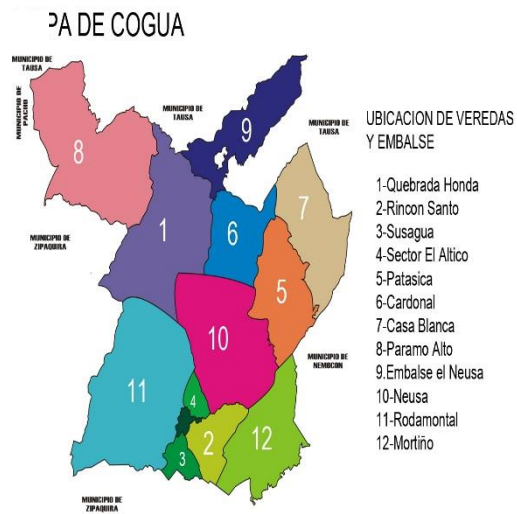 PA DE COGUA
MUNICIPIO DE
TAUSA
MUNICIPIO DE
PACHO
MUNICIPIO DE
TAUSA
MUNICIPIO DE
TAUSA
9
8
7
1
6
5
10
11
4
2
12
3
MUNICIPIO DE
ZIPAQUIRA
MUNICIPIO DE
NEMOCON
MUNICIPIO DE
ZIPAQUIRA
UBICACION DE VEREDAS
Y EMBALSE
1-Quebrada Honda
2-Rincon Santo
3-Susagua
4-Sector El Altico
5-Patasica
6-Cardonal
7-Casa Blanca
8-Paramo Alto
9.Embalse el Neusa
10-Neusa
11-Rodamontal
12-Mortiño